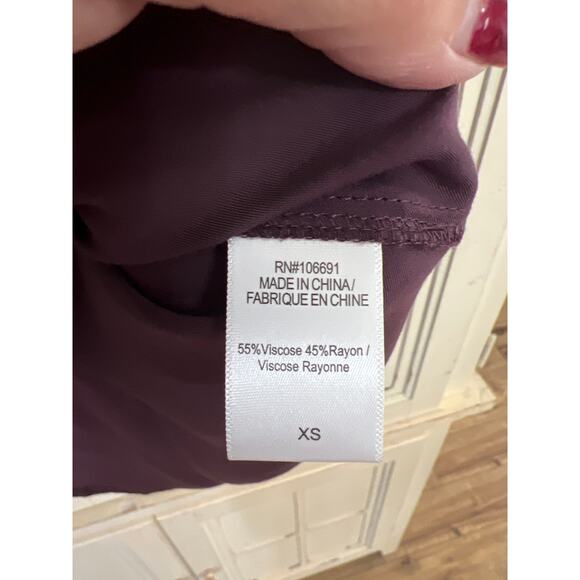 RN#106691
MADE IN CHINA/
FABRIQUE EN CHINE
55%Viscose 45%Rayon /
Viscose Rayonne
XS